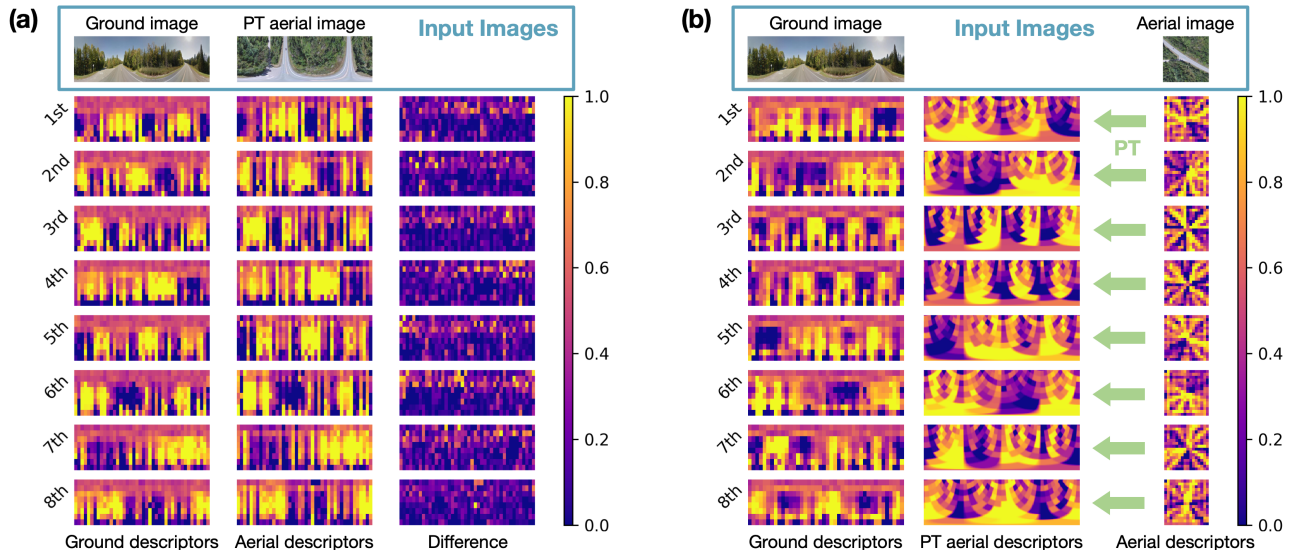 (a)
Ground image
PT aerial image
Input Images
1st
2nd
3rd
4th
5th
6th
7th
8th
1.0
0.8
0.6
0.4
0.2
0.0
Ground descriptors
Aerial descriptors
Difference
(b)
Ground image
Input Images
Aerial image
1st
2nd
3rd
4th
5th
6th
7th
8th
PT
1.0
0.8
0.6
0.4
0.2
0.0
Ground descriptors
PT aerial descriptors
Aerial descriptors